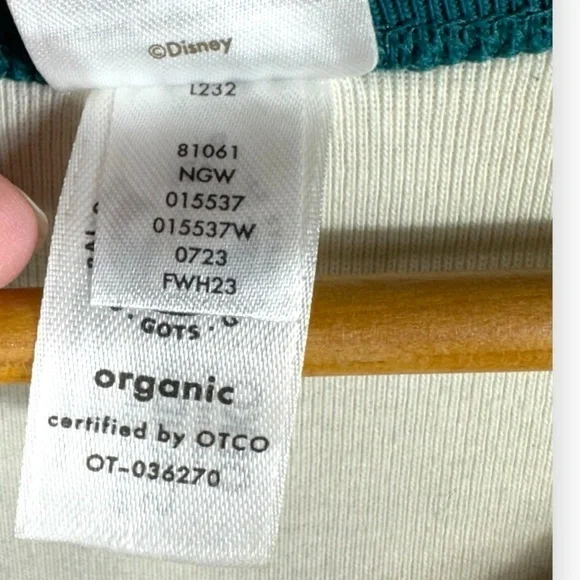 ©Disney
L232
81061
NGW
015537
015537W
0723
FWH23
GOTS
organic
certified by OTCO
OT-036270